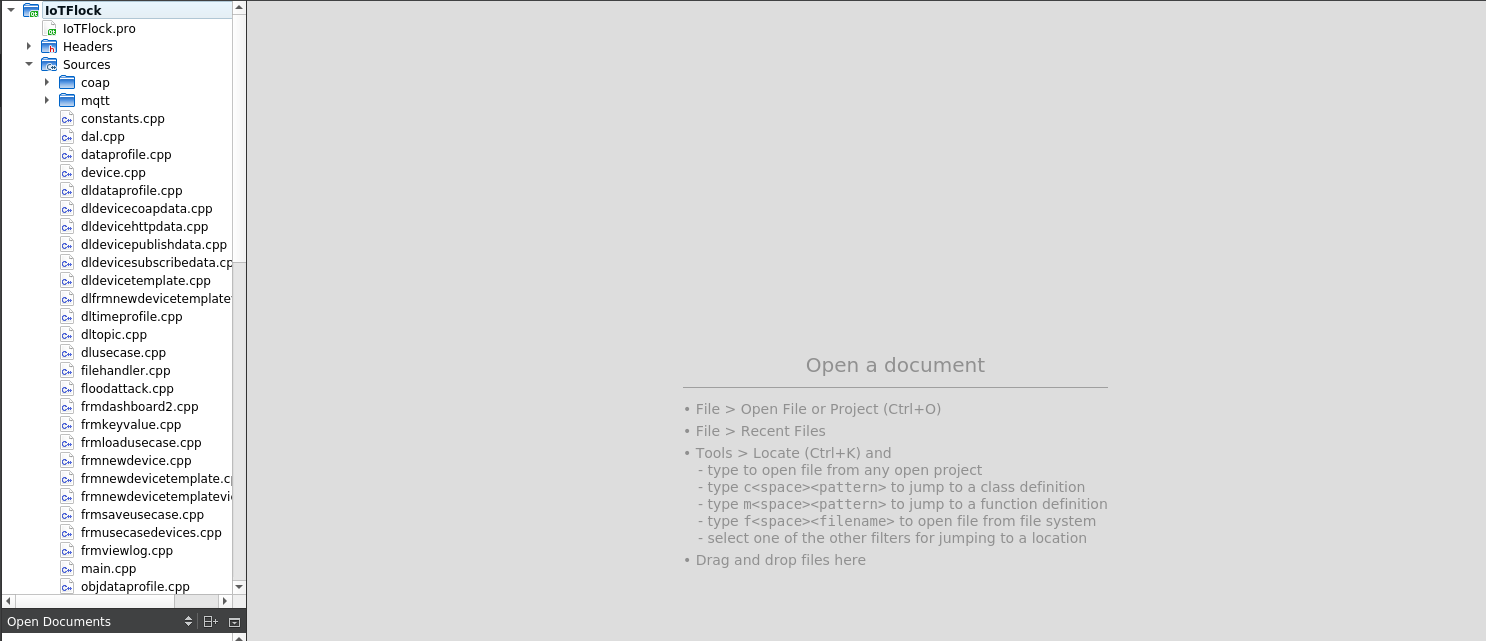 IoTFlock
IoTFlock.pro
Headers
Sources
coap
mqtt
constants.cpp
dal.cpp
dataprofile.cpp
device.cpp
dldataprofile.cpp
dldevicecoapdata.cpp
dldevicehttpdata.cpp
dldevicepublishdata.cpp
dldevicesubscribedata.cp
dldevicetemplate.cpp
dlfrmnewdevicetemplate
dltimeprofile.cpp
dltopic.cpp
dlusecase.cpp
filehandler.cpp
floodattack.cpp
frmdashboard2.cpp
frmkeyvalue.cpp
frmloadusecase.cpp
frmnewdevice.cpp
frmnewdevicetemplate.c
frmnewdevicetemplatevi
frmsaveusecase.cpp
frmusecasedevices.cpp
frmviewlog.cpp
main.cpp
objdataprofile.cpp
Open Documents
Open a document
• File > Open File or Project (Ctrl+O)
• File > Recent Files
• Tools > Locate (Ctrl+K) and
- type to open file from any open project
- type c<space><pattern> to jump to a class definition
- type m<space><pattern> to jump to a function definition
- type f<space><filename> to open file from file system
- select one of the other filters for jumping to a location
• Drag and drop files here